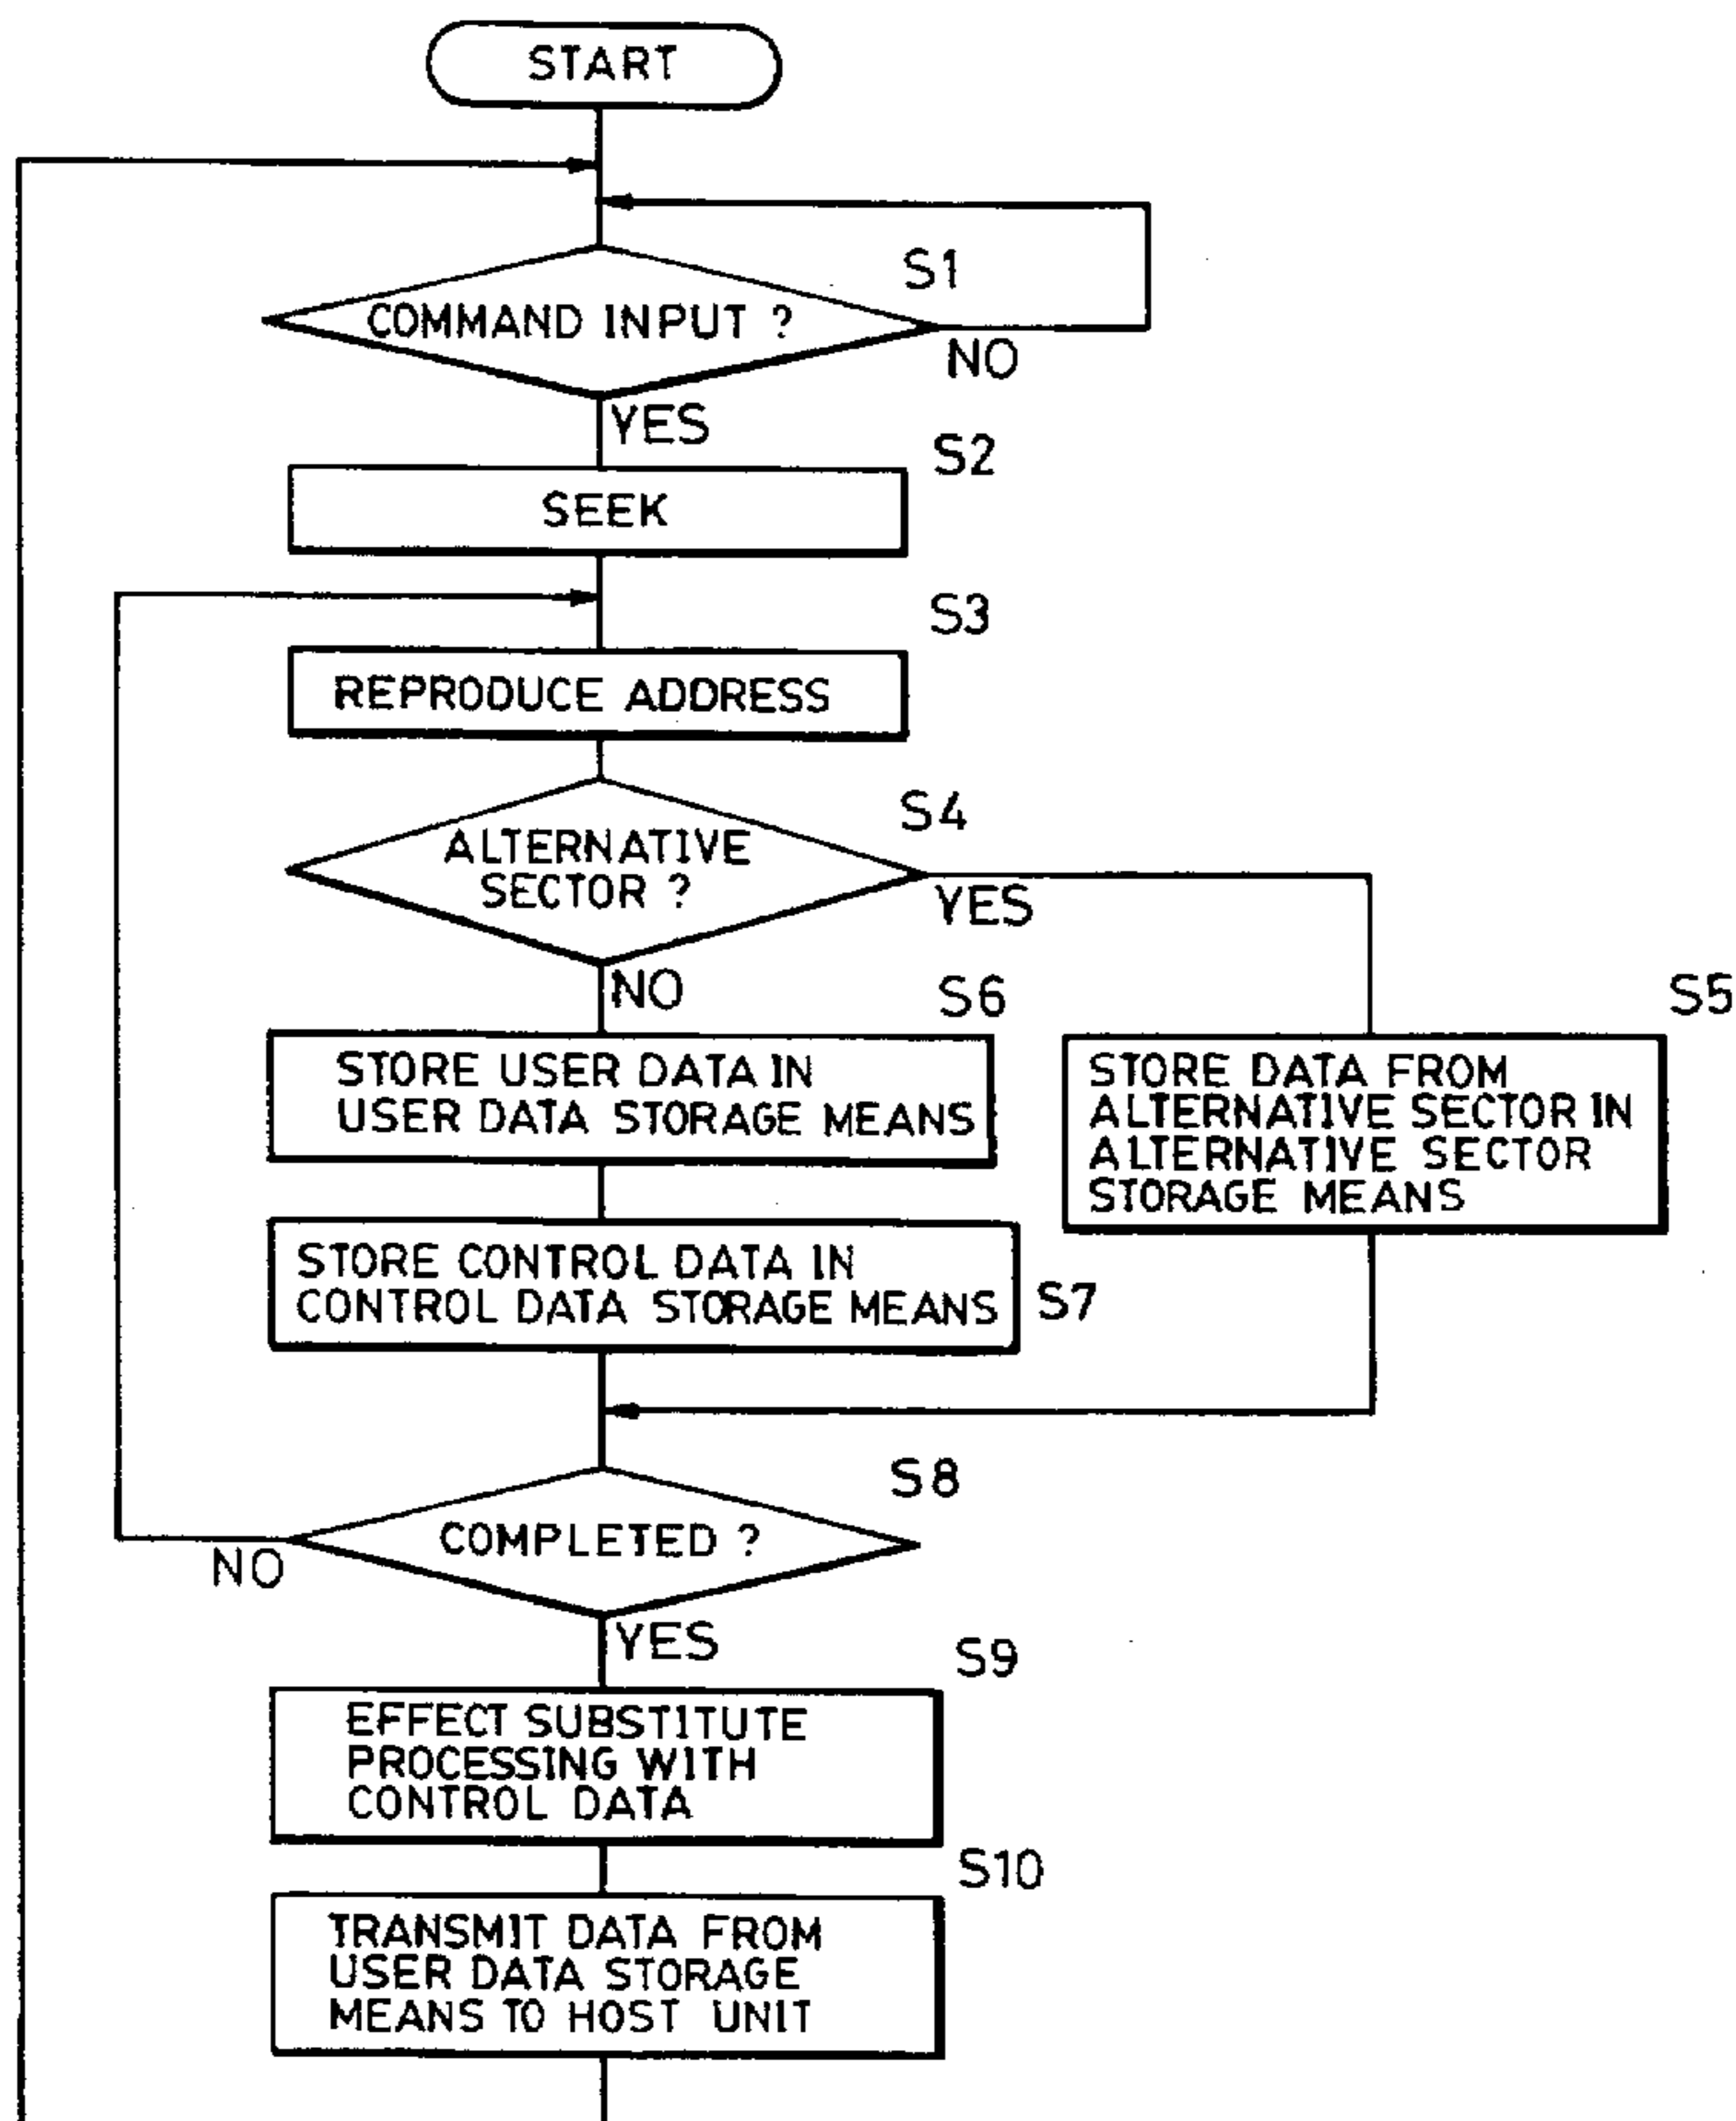 START
S1
COMMAND INPUT ?
NO
YES
S2
SEEK
S3
REPRODUCE ADDRESS
S4
ALTERNATIVE
SECTOR ?
YES
NO
S6
S5
STORE USER DATA IN
USER DATA STORAGE MEANS
STORE DATA FROM
ALTERNATIVE SECTOR IN
ALTERNATIVE SECTOR
STORAGE MEANS
STORE CONTROL DATA IN
CONTROL DATA STORAGE MEANS
S7
S8
COMPLETED ?
NO
YES
S9
EFFECT SUBSTITUTE
PROCESSING WITH
CONTROL DATA
S10
TRANSMIT DATA FROM
USER DATA STORAGE
MEANS TO HOST UNIT